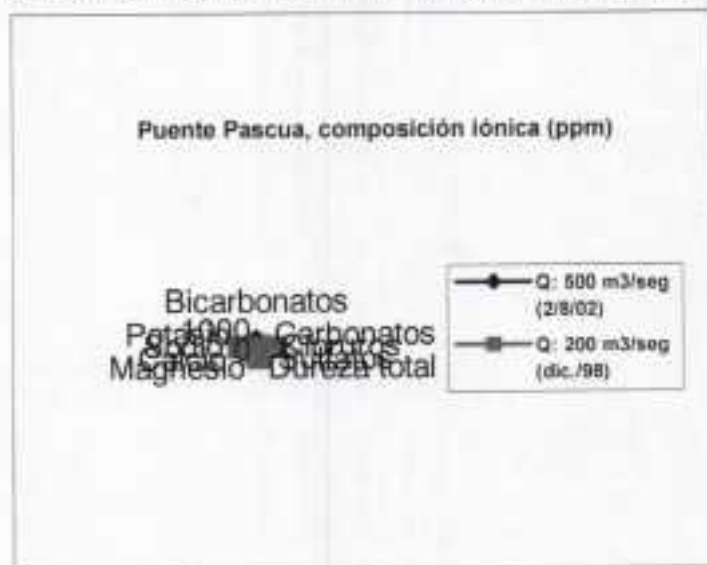 Puente Pascua, composición iónica (ppm)
Bicarbonatos
1000
Carbonatos
Magnesio
Dureza total
Q: 500 m3/seg
(2/8/02)
Q: 200 m3/seg
(dic./98)